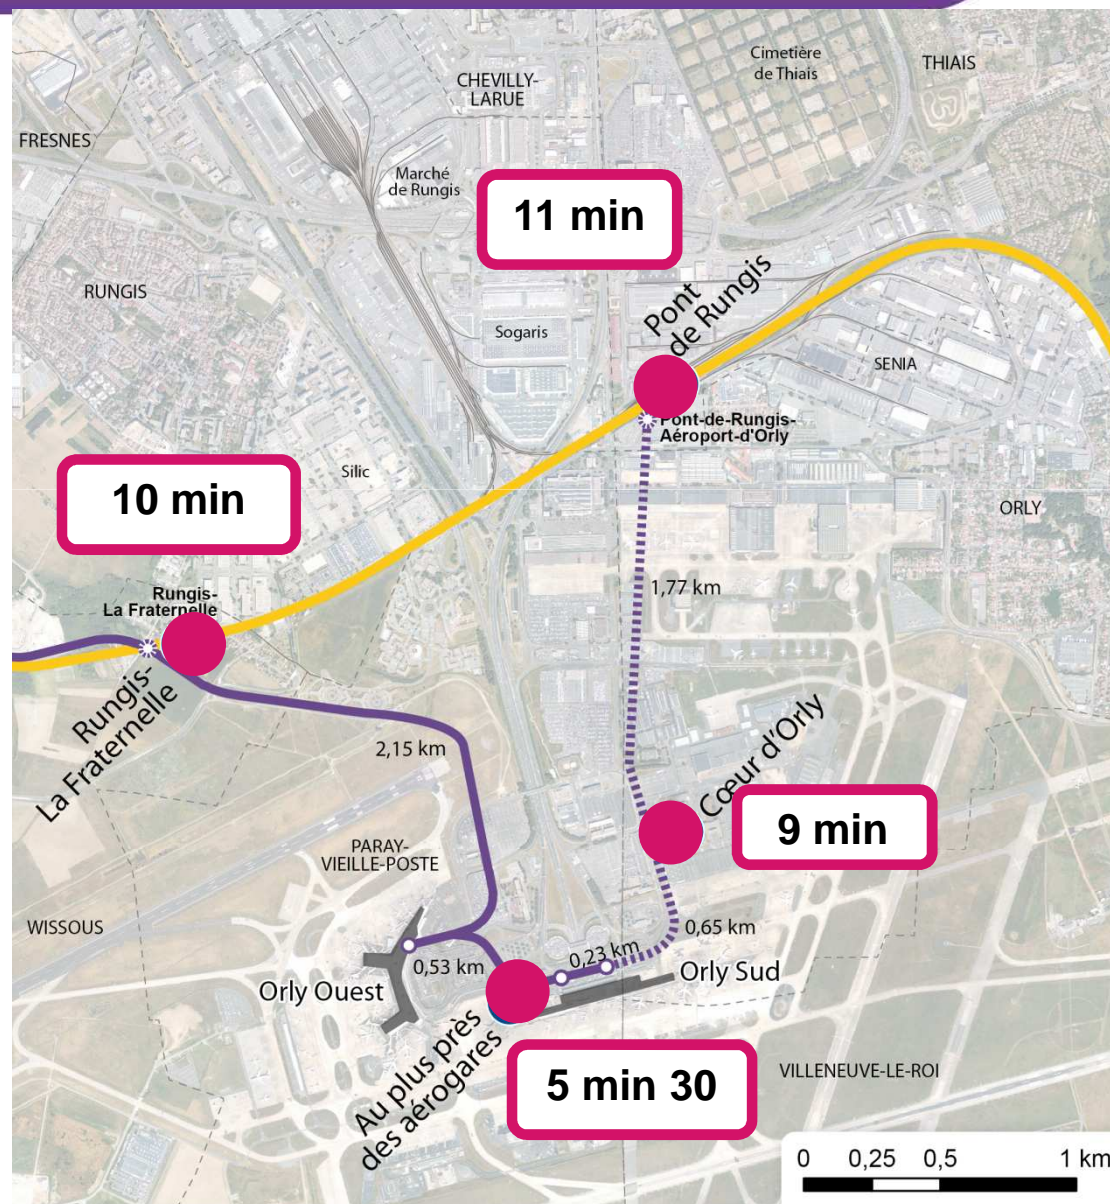 Cimetière
de Thiais
THIAIS
CHEVILLY-
LARUE
FRESNES
Marché
de Rungis
11 min
RUNGIS
Pont
de Rungis
Sogaris
SENIA
Pont-de-Rungis-
Aéroport-d'Orly
Silic
10 min
ORLY
Rungis-
La Fraternelle
1,77 km
Rungis-
La Fraternelle
2,15 km
Cœur d'Orly
9 min
PARAY-
VIEILLE-POSTE
WISSOUS
0,65 km
0,53 km
0,23 km
Orly Sud
Orly Ouest
Au plus près
des aérogares
5 min 30
VILLENEUVE-LE-ROI
0 0,25 0,5 1 km